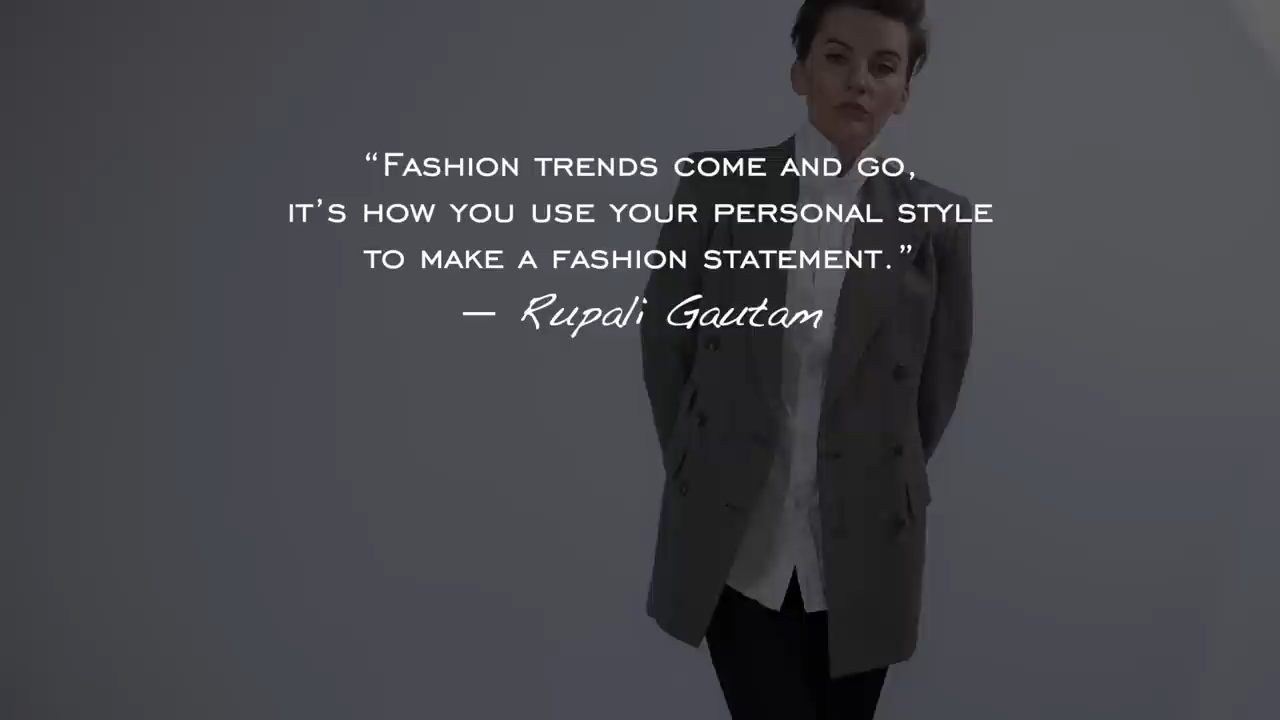 “Fashion trends come and go,
it’s how you use your personal style
to make a fashion statement.”
— Rupali Gautam